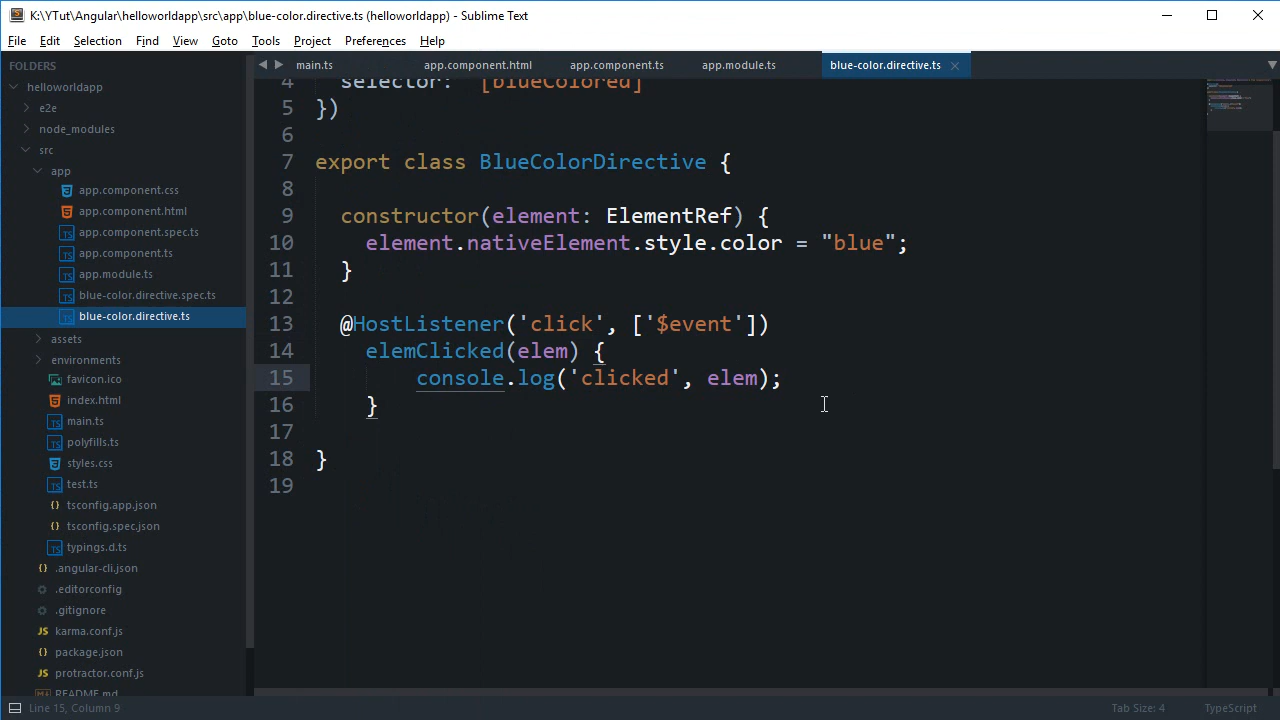 K:\YTut\Angular\helloworldapp\src\app\blue-color.directive.ts (helloworldapp) - Sublime Text
File Edit Selection Find View Goto Tools Project Preferences Help
FOLDERS
helloworldapp
e2e
node_modules
src
app
app.component.css
app.component.html
app.component.spec.ts
app.component.ts
app.module.ts
blue-color.directive.spec.ts
blue-color.directive.ts
assets
environments
favicon.ico
index.html
main.ts
polyfills.ts
styles.css
test.ts
tsconfig.app.json
tsconfig.spec.json
typings.d.ts
.angular-cli.json
.editorconfig
.gitignore
karma.conf.js
package.json
protractor.conf.js
README.md
main.ts app.component.html app.component.ts app.module.ts blue-color.directive.ts
4 selector: "[blueColored]"
5 })
6
7 export class BlueColorDirective {
8
9 constructor(element: ElementRef) {
10 element.nativeElement.style.color = "blue";
11 }
12
13 @HostListener('click', ['$event'])
14 elemClicked(elem) {
15 console.log('clicked', elem);
16 }
17
18 }
19
Line 15, Column 9 Tab Size: 4 TypeScript